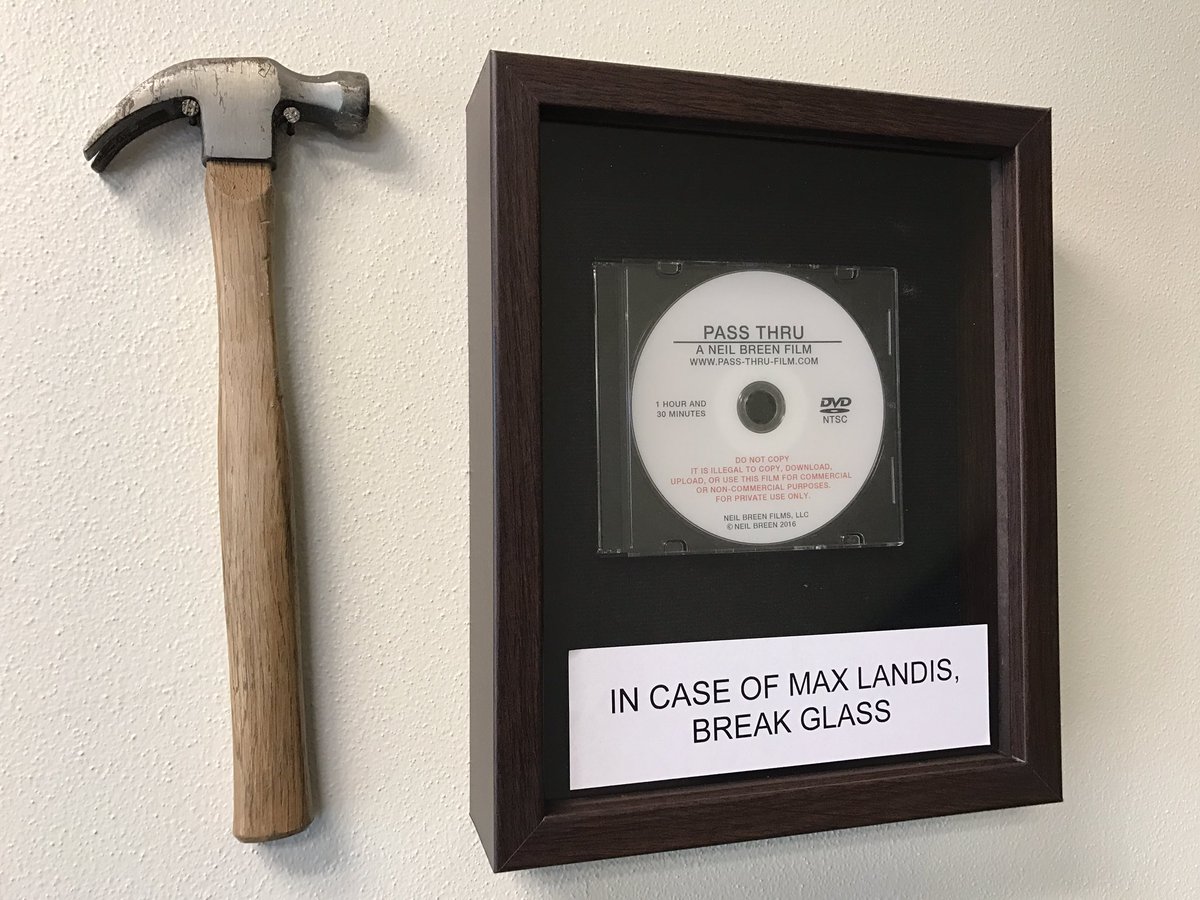 PASS THRU
A NEIL BREEN FILM
WWW.PASS-THRU-FILM.COM
1 HOUR AND
30 MINUTES
DVD
NTSC
DO NOT COPY
IT IS ILLEGAL TO COPY, DOWNLOAD,
UPLOAD, OR USE THIS FILM FOR COMMERCIAL
OR NON-COMMERCIAL PURPOSES.
FOR PRIVATE USE ONLY.
NEIL BREEN FILMS, LLC
© NEIL BREEN 2016
IN CASE OF MAX LANDIS,
BREAK GLASS